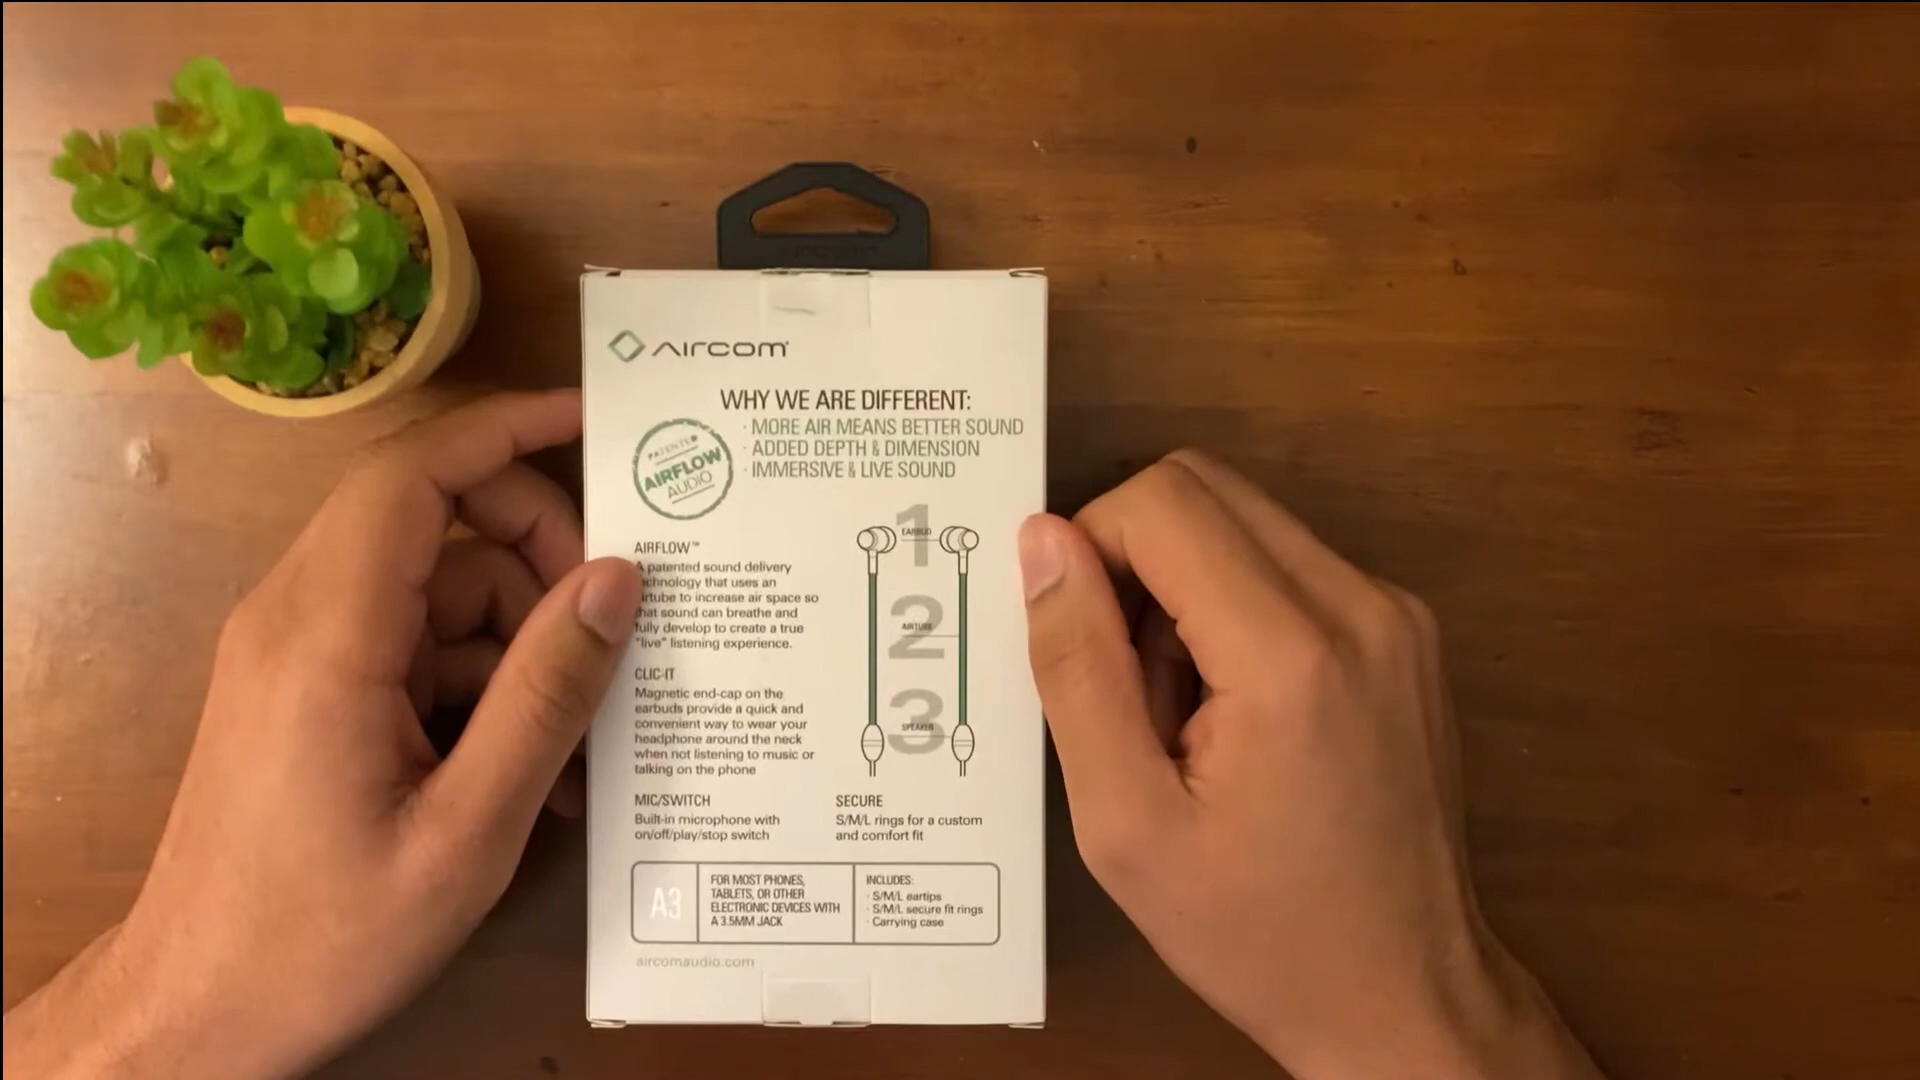 AIRCOM
WHY WE ARE DIFFERENT:
· MORE AIR MEANS BETTER SOUND
· ADDED DEPTH & DIMENSION
· IMMERSIVE & LIVE SOUND
PATENTED
AIRFLOW
AUDIO
AIRFLOW™
A patented sound delivery
technology that uses an
airtube to increase air space so
that sound can breathe and
fully develop to create a true
"live" listening experience.
CLIC-IT
Magnetic end-cap on the
earbuds provide a quick and
convenient way to wear your
headphone around the neck
when not listening to music or
talking on the phone
1
EARBUD
2
AIRTUBE
3
SPEAKER
MIC/SWITCH
Built-in microphone with
on/off/play/stop switch
SECURE
S/M/L rings for a custom
and comfort fit
A3
FOR MOST PHONES,
TABLETS, OR OTHER
ELECTRONIC DEVICES WITH
A 3.5MM JACK
INCLUDES:
· S/M/L eartips
· S/M/L secure fit rings
· Carrying case
aircomaudio.com